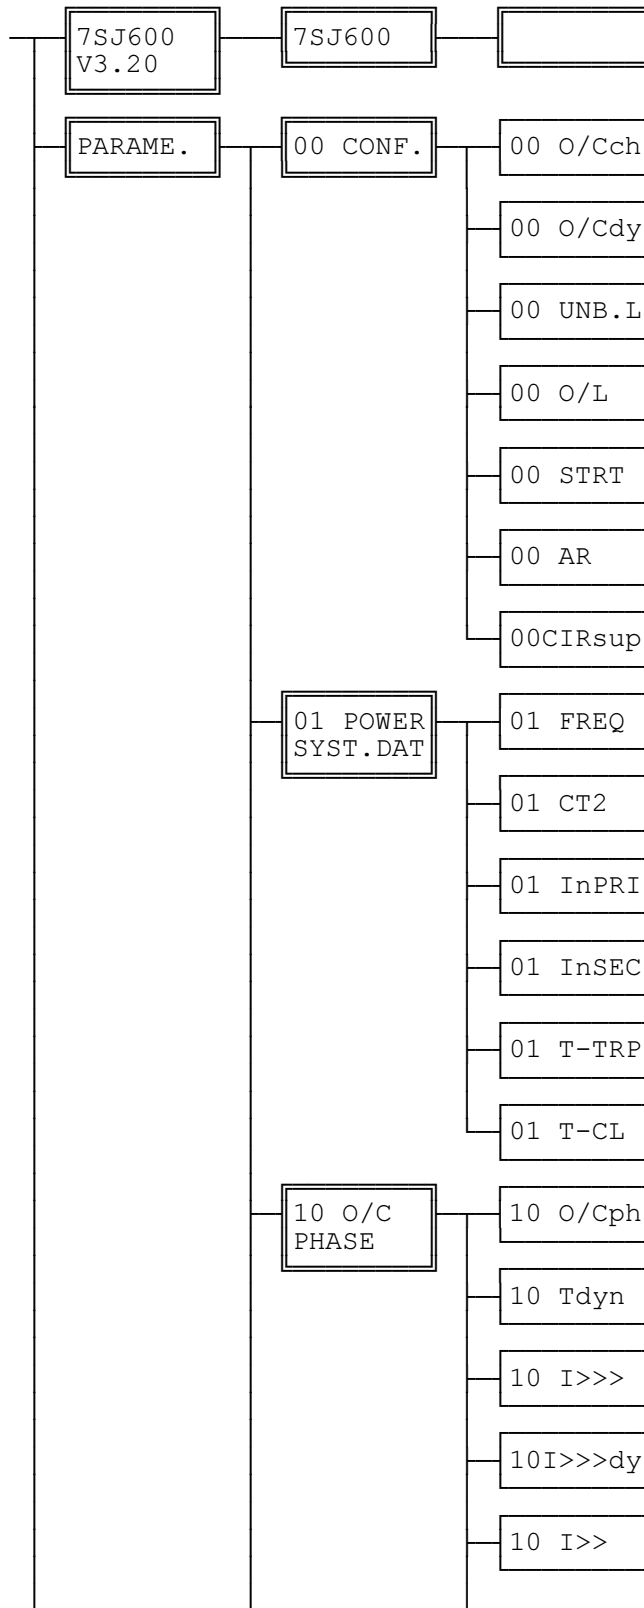 7SJ600
V3.20
7SJ600
PARAME.
00 CONF.
00 O/Cch
00 O/Cdy
00 UNB.L
00 O/L
00 STRT
00 AR
00CIRsup
01 POWER
SYST.DAT
01 FREQ
01 CT2
01 InPRI
01 InSEC
01 T-TRP
01 T-CL
10 O/C
PHASE
10 O/Cph
10 Tdyn
10 I>>>
10I>>>dy
10 I>>